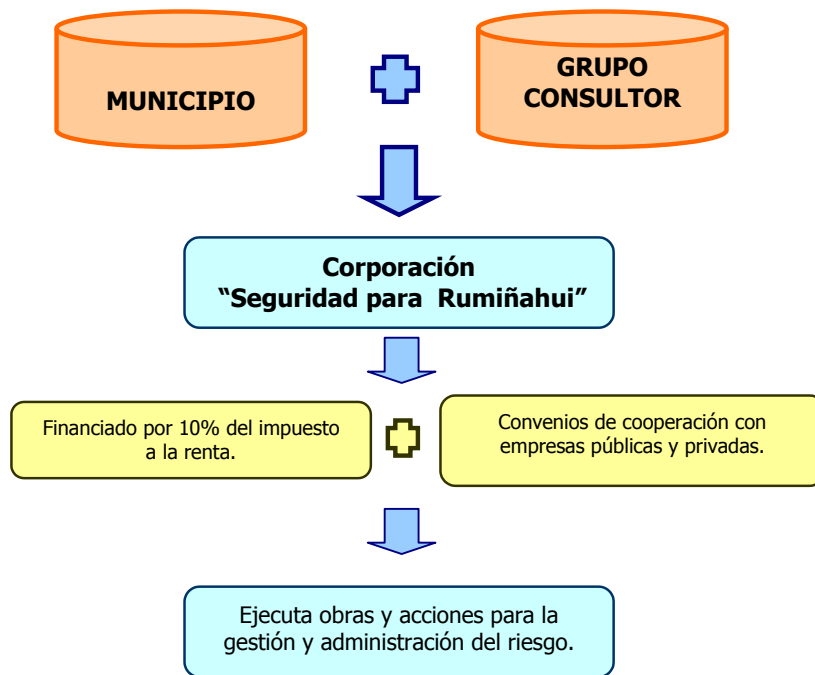 MUNICIPIO
GRUPO
CONSULTOR
Corporación
“Seguridad para Rumiñahui”
Financiado por 10% del impuesto
a la renta.
Convenios de cooperación con
empresas públicas y privadas.
Ejecuta obras y acciones para la
gestión y administración del riesgo.